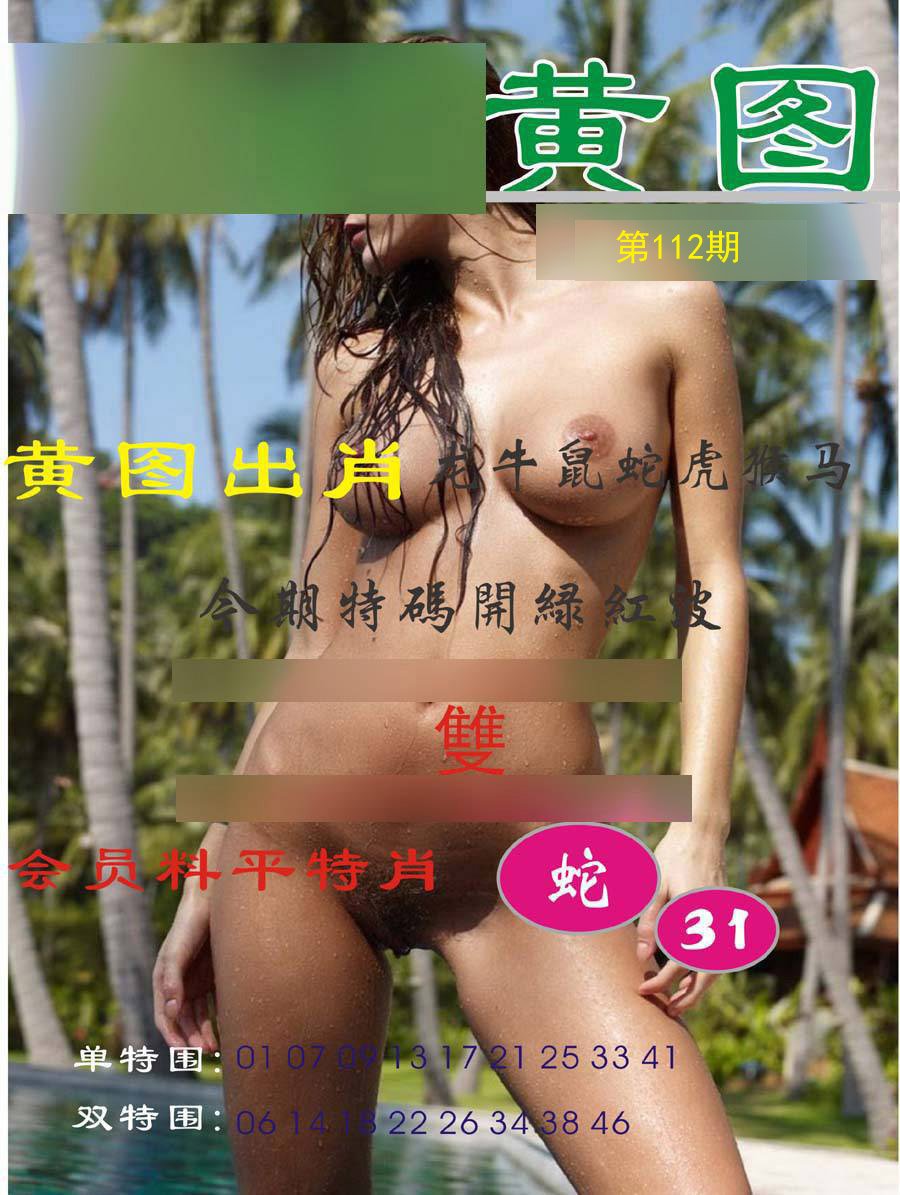 黄图
第112期
黄图出肖 龙牛鼠蛇虎猴马
今期特碼開綠紅波
雙
会员料平特肖 蛇 31
单特围: 01 07 09 13 17 21 25 33 41
双特围: 06 14 18 22 26 34 38 46